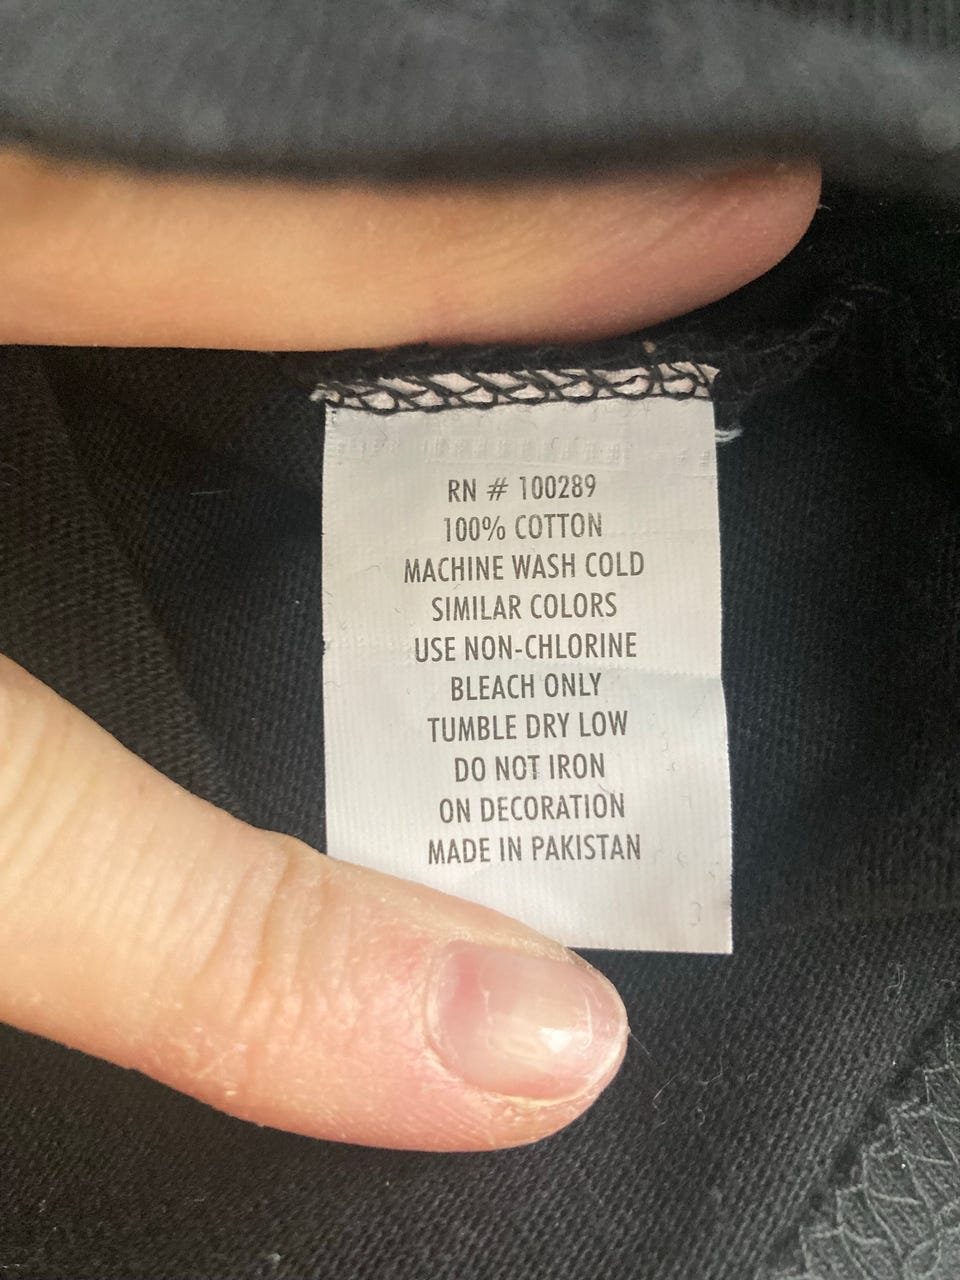 RN # 100289
100% COTTON
MACHINE WASH COLD
SIMILAR COLORS
USE NON-CHLORINE
BLEACH ONLY
TUMBLE DRY LOW
DO NOT IRON
ON DECORATION
MADE IN PAKISTAN